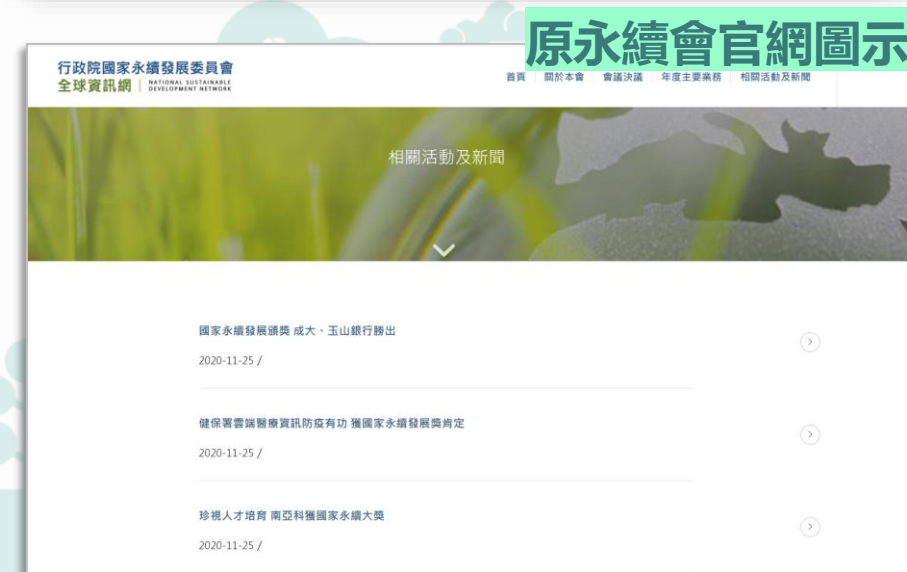 原永續會官網圖示
行政院國家永續發展委員會
全球資訊網 | NATIONAL SUSTAINABLE
DEVELOPMENT NETWORK
首頁 關於本會 會議決議 年度主要業務 相關活動及新聞
相關活動及新聞
國家永續發展頒獎 成大、玉山銀行勝出
2020-11-25 /
健保署雲端醫療資訊防疫有功 獲國家永續發展獎肯定
2020-11-25 /
珍視人才培育 南亞科獲國家永續大獎
2020-11-25 /